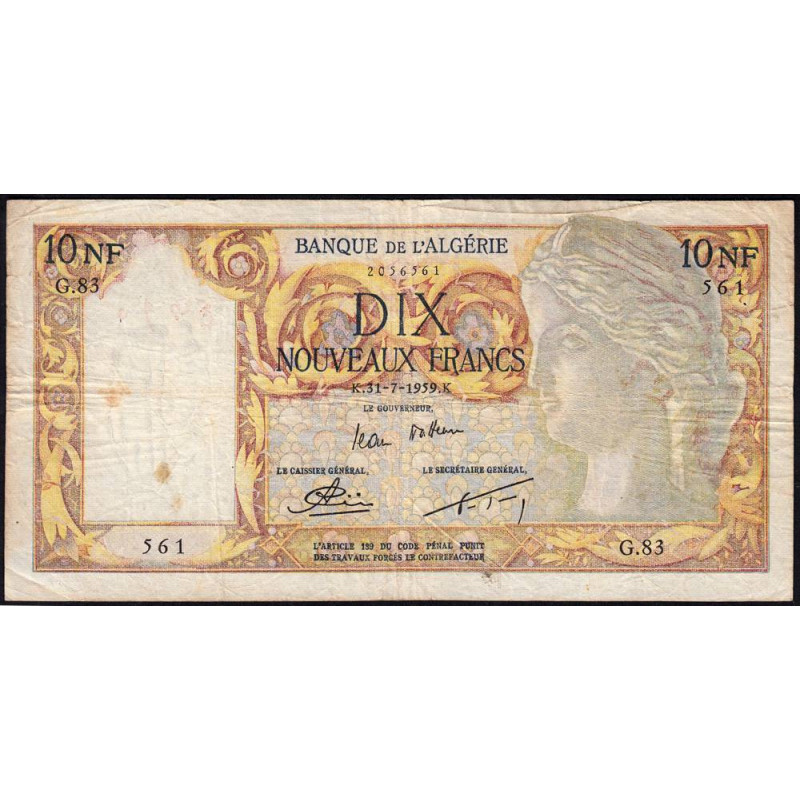 10 NF BANQUE DE L'ALGÉRIE 10 NF
G.83 2056561 561
DIX
NOUVEAUX FRANCS
K.31-7-1959.K
LE GOUVERNEUR,
LE CAISSIER GÉNÉRAL, LE SECRÉTAIRE GÉNÉRAL,
561 G.83
L'ARTICLE 139 DU CODE PÉNAL PUNIT
DES TRAVAUX FORCÉS LE CONTREFACTEUR